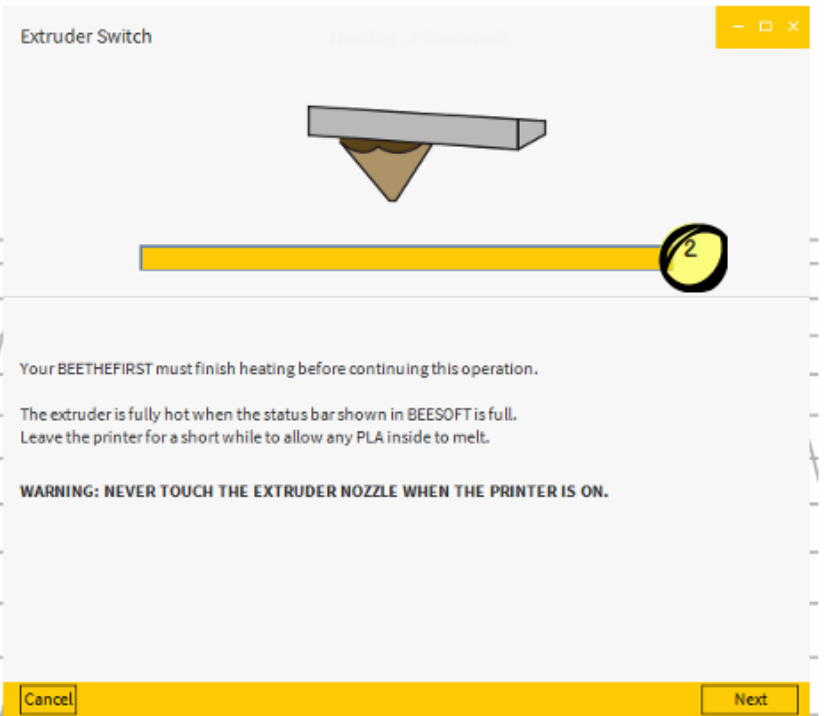 Extruder Switch
2
Your BEETHEFIRST must finish heating before continuing this operation.
The extruder is fully hot when the status bar shown in BEESOFT is full.
Leave the printer for a short while to allow any PLA inside to melt.
WARNING: NEVER TOUCH THE EXTRUDER NOZZLE WHEN THE PRINTER IS ON.
Cancel
Next